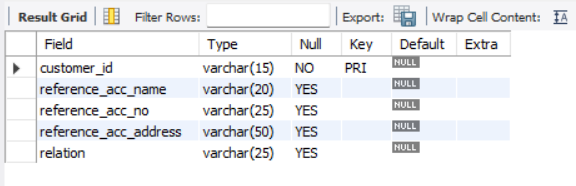 Result Grid Filter Rows: Export: Wrap Cell Content: IA
Field Type Null Key Default Extra
customer_id varchar(15) NO PRI NULL
reference_acc_name varchar(20) YES NULL
reference_acc_no varchar(25) YES NULL
reference_acc_address varchar(50) YES NULL
relation varchar(25) YES NULL